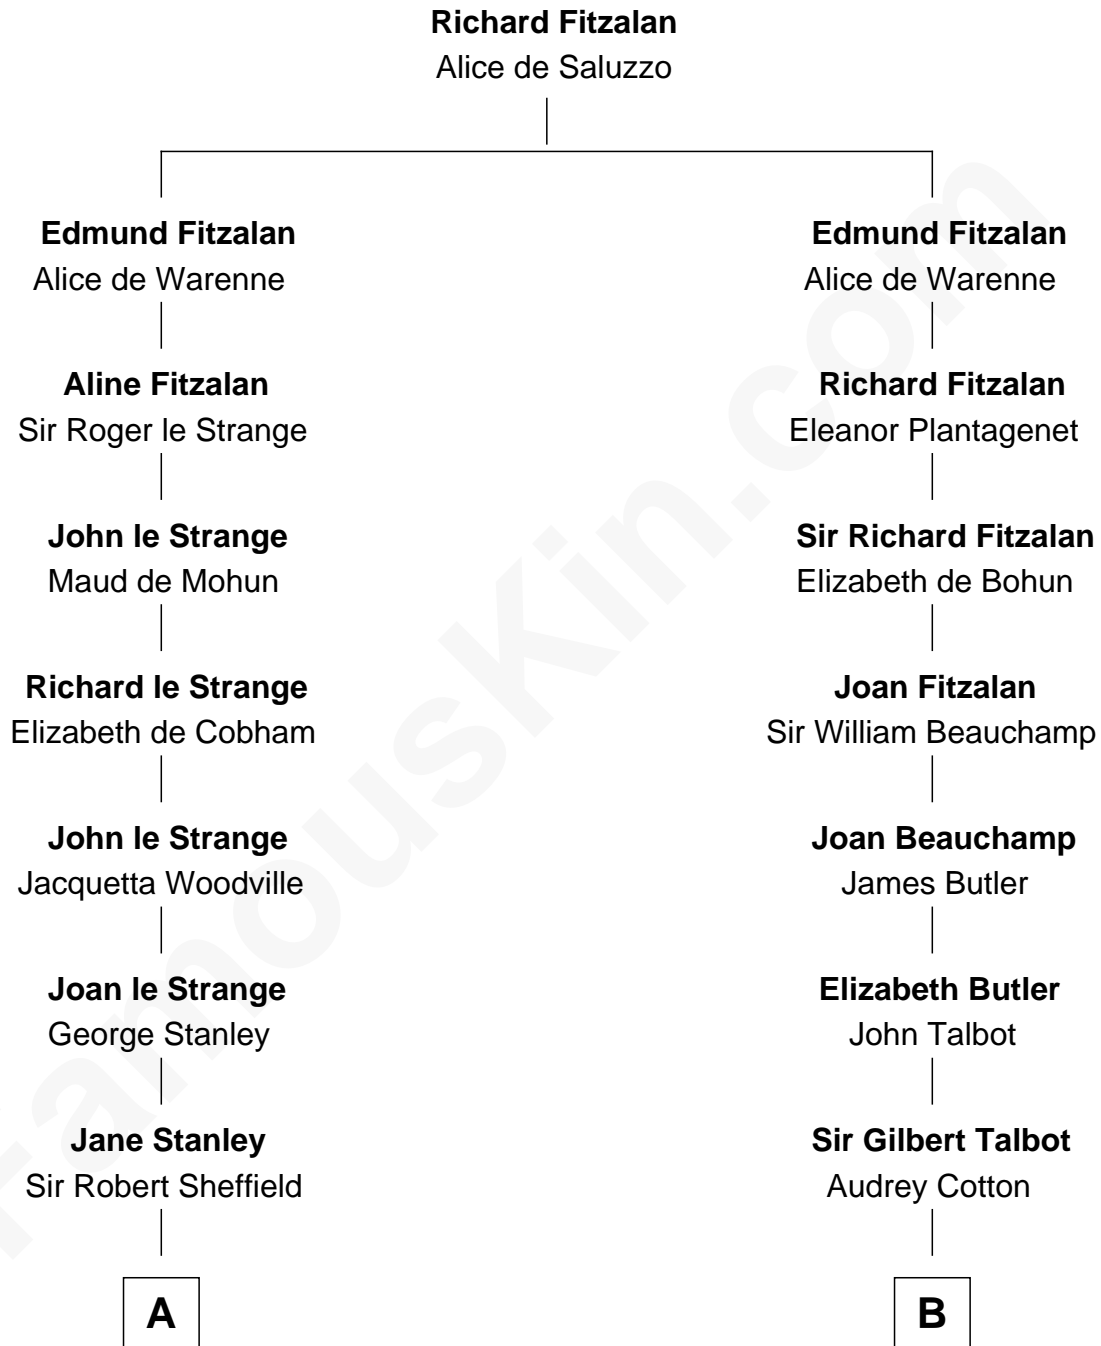 Richard Fitzalan
Alice de Saluzzo
Edmund Fitzalan
Alice de Warenne
Edmund Fitzalan
Alice de Warenne
Aline Fitzalan
Sir Roger le Strange
Richard Fitzalan
Eleanor Plantagenet
John le Strange
Maud de Mohun
Sir Richard Fitzalan
Elizabeth de Bohun
Richard le Strange
Elizabeth de Cobham
Joan Fitzalan
Sir William Beauchamp
John le Strange
Jacquetta Woodville
Joan Beauchamp
James Butler
Joan le Strange
George Stanley
Elizabeth Butler
John Talbot
Jane Stanley
Sir Robert Sheffield
Sir Gilbert Talbot
Audrey Cotton
A
B
FamousKin.com